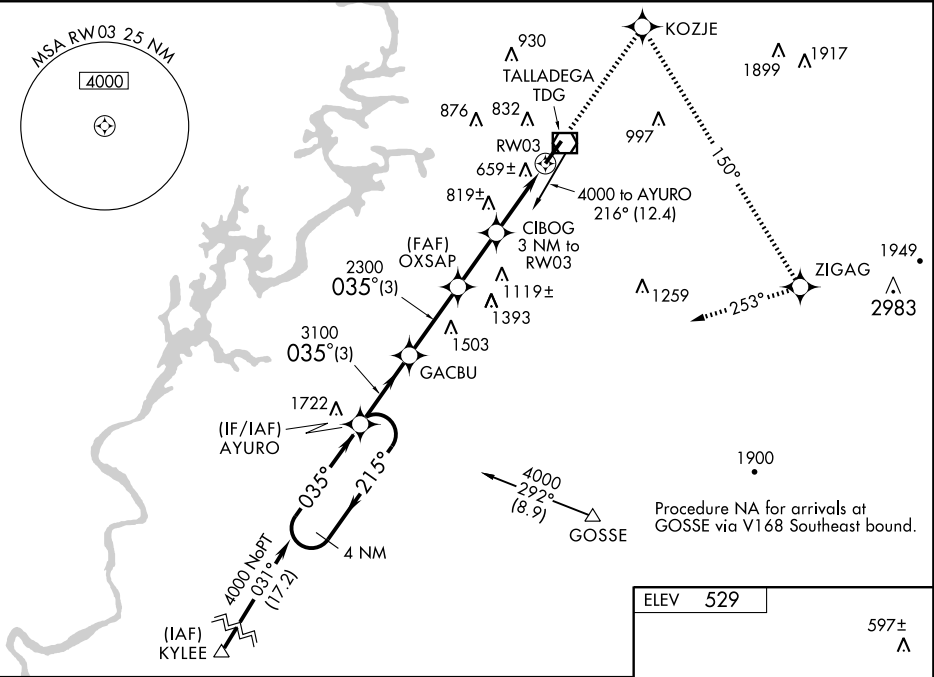 MSA RW03 25 NM
4000
930
KOZJE
1899
1917
TALLADEGA
TDG
876
832
997
RW03
659±
150°
4000 to AYURO
216° (12.4)
819±
CIBOG
3 NM to
RW03
(FAF)
OXSAP
2300
035°(3)
1119±
1393
1259
ZIGAG
1949
2983
253°
3100
035°(3)
1503
GACBU
1722
(IF/IAF)
AYURO
035°
215°
4 NM
4000
292°
(8.9)
GOSSE
1900
Procedure NA for arrivals at
GOSSE via V168 Southeast bound.
4000 NoPT
031°
(17.2)
(IAF)
KYLEE
ELEV 529
597±